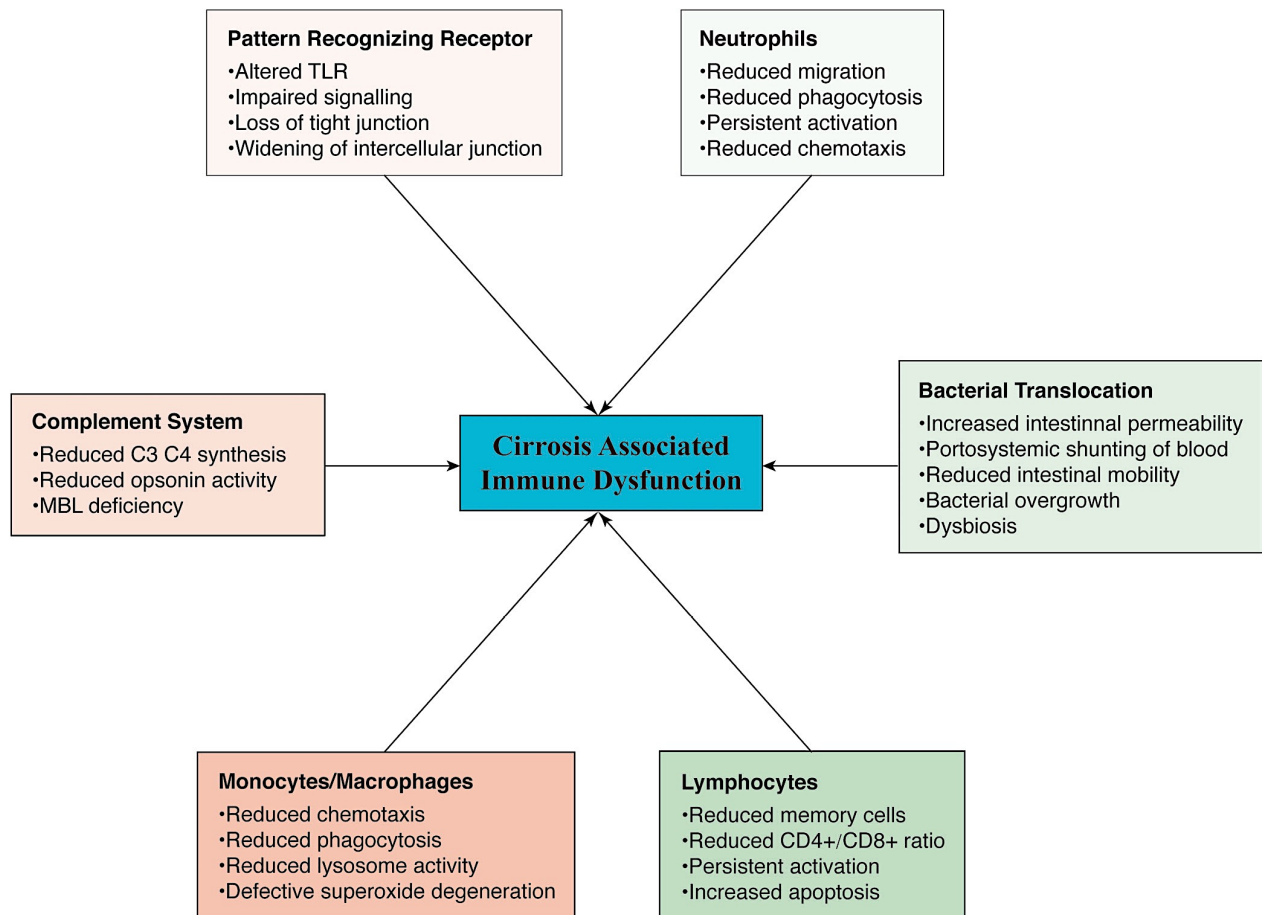 Pattern Recognizing Receptor
•Altered TLR
•Impaired signalling
•Loss of tight junction
•Widening of intercellular junction
Neutrophils
•Reduced migration
•Reduced phagocytosis
•Persistent activation
•Reduced chemotaxis
Complement System
•Reduced C3 C4 synthesis
•Reduced opsonin activity
•MBL deficiency
Cirrosis Associated
Immune Dysfunction
Bacterial Translocation
•Increased intestinnal permeability
•Portosystemic shunting of blood
•Reduced intestinal mobility
•Bacterial overgrowth
•Dysbiosis
Monocytes/Macrophages
•Reduced chemotaxis
•Reduced phagocytosis
•Reduced lysosome activity
•Defective superoxide degeneration
Lymphocytes
•Reduced memory cells
•Reduced CD4+/CD8+ ratio
•Persistent activation
•Increased apoptosis